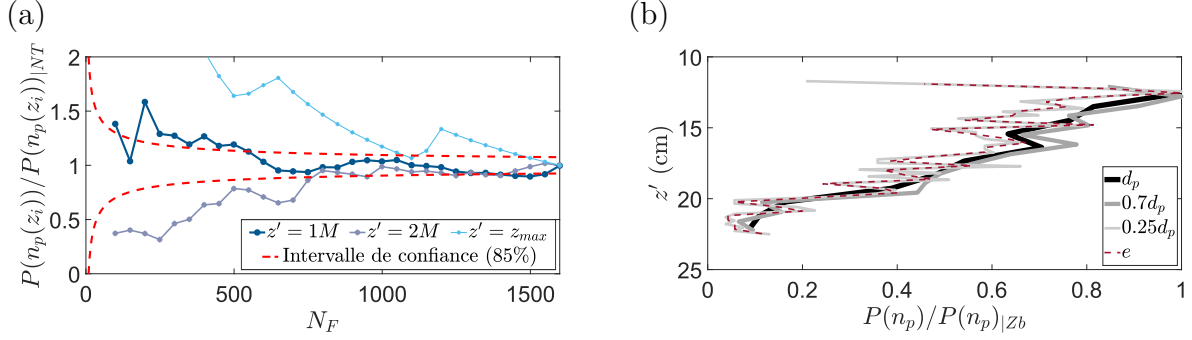 (a)
P(n_p(z_i))/P(n_p(z_i))_{|NT}
2
1.5
1
0.5
0
0 500 1000 1500
N_F
z' = 1M z' = 2M z' = z_{max}
Intervalle de confiance (85%)
(b)
z' (cm)
10
15
20
25
0 0.2 0.4 0.6 0.8 1
P(n_p)/P(n_p)_{|Zb}
d_p
0.7d_p
0.25d_p
e